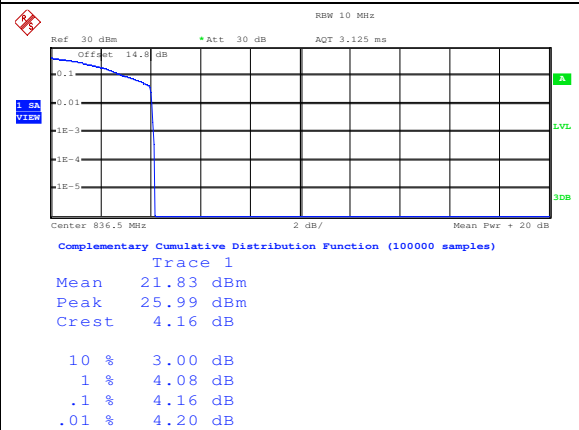 RBW 10 MHz
Ref 30 dBm *Att 30 dB AQT 3.125 ms
Offset 14.8 dB
0.1
A
0.01
1 SA
VIEW
1E-3
LVL
1E-4
1E-5
3DB
Center 836.5 MHz 2 dB/ Mean Pwr + 20 dB
Complementary Cumulative Distribution Function (100000 samples)
Trace 1
Mean 21.83 dBm
Peak 25.99 dBm
Crest 4.16 dB
10 % 3.00 dB
1 % 4.08 dB
.1 % 4.16 dB
.01 % 4.20 dB